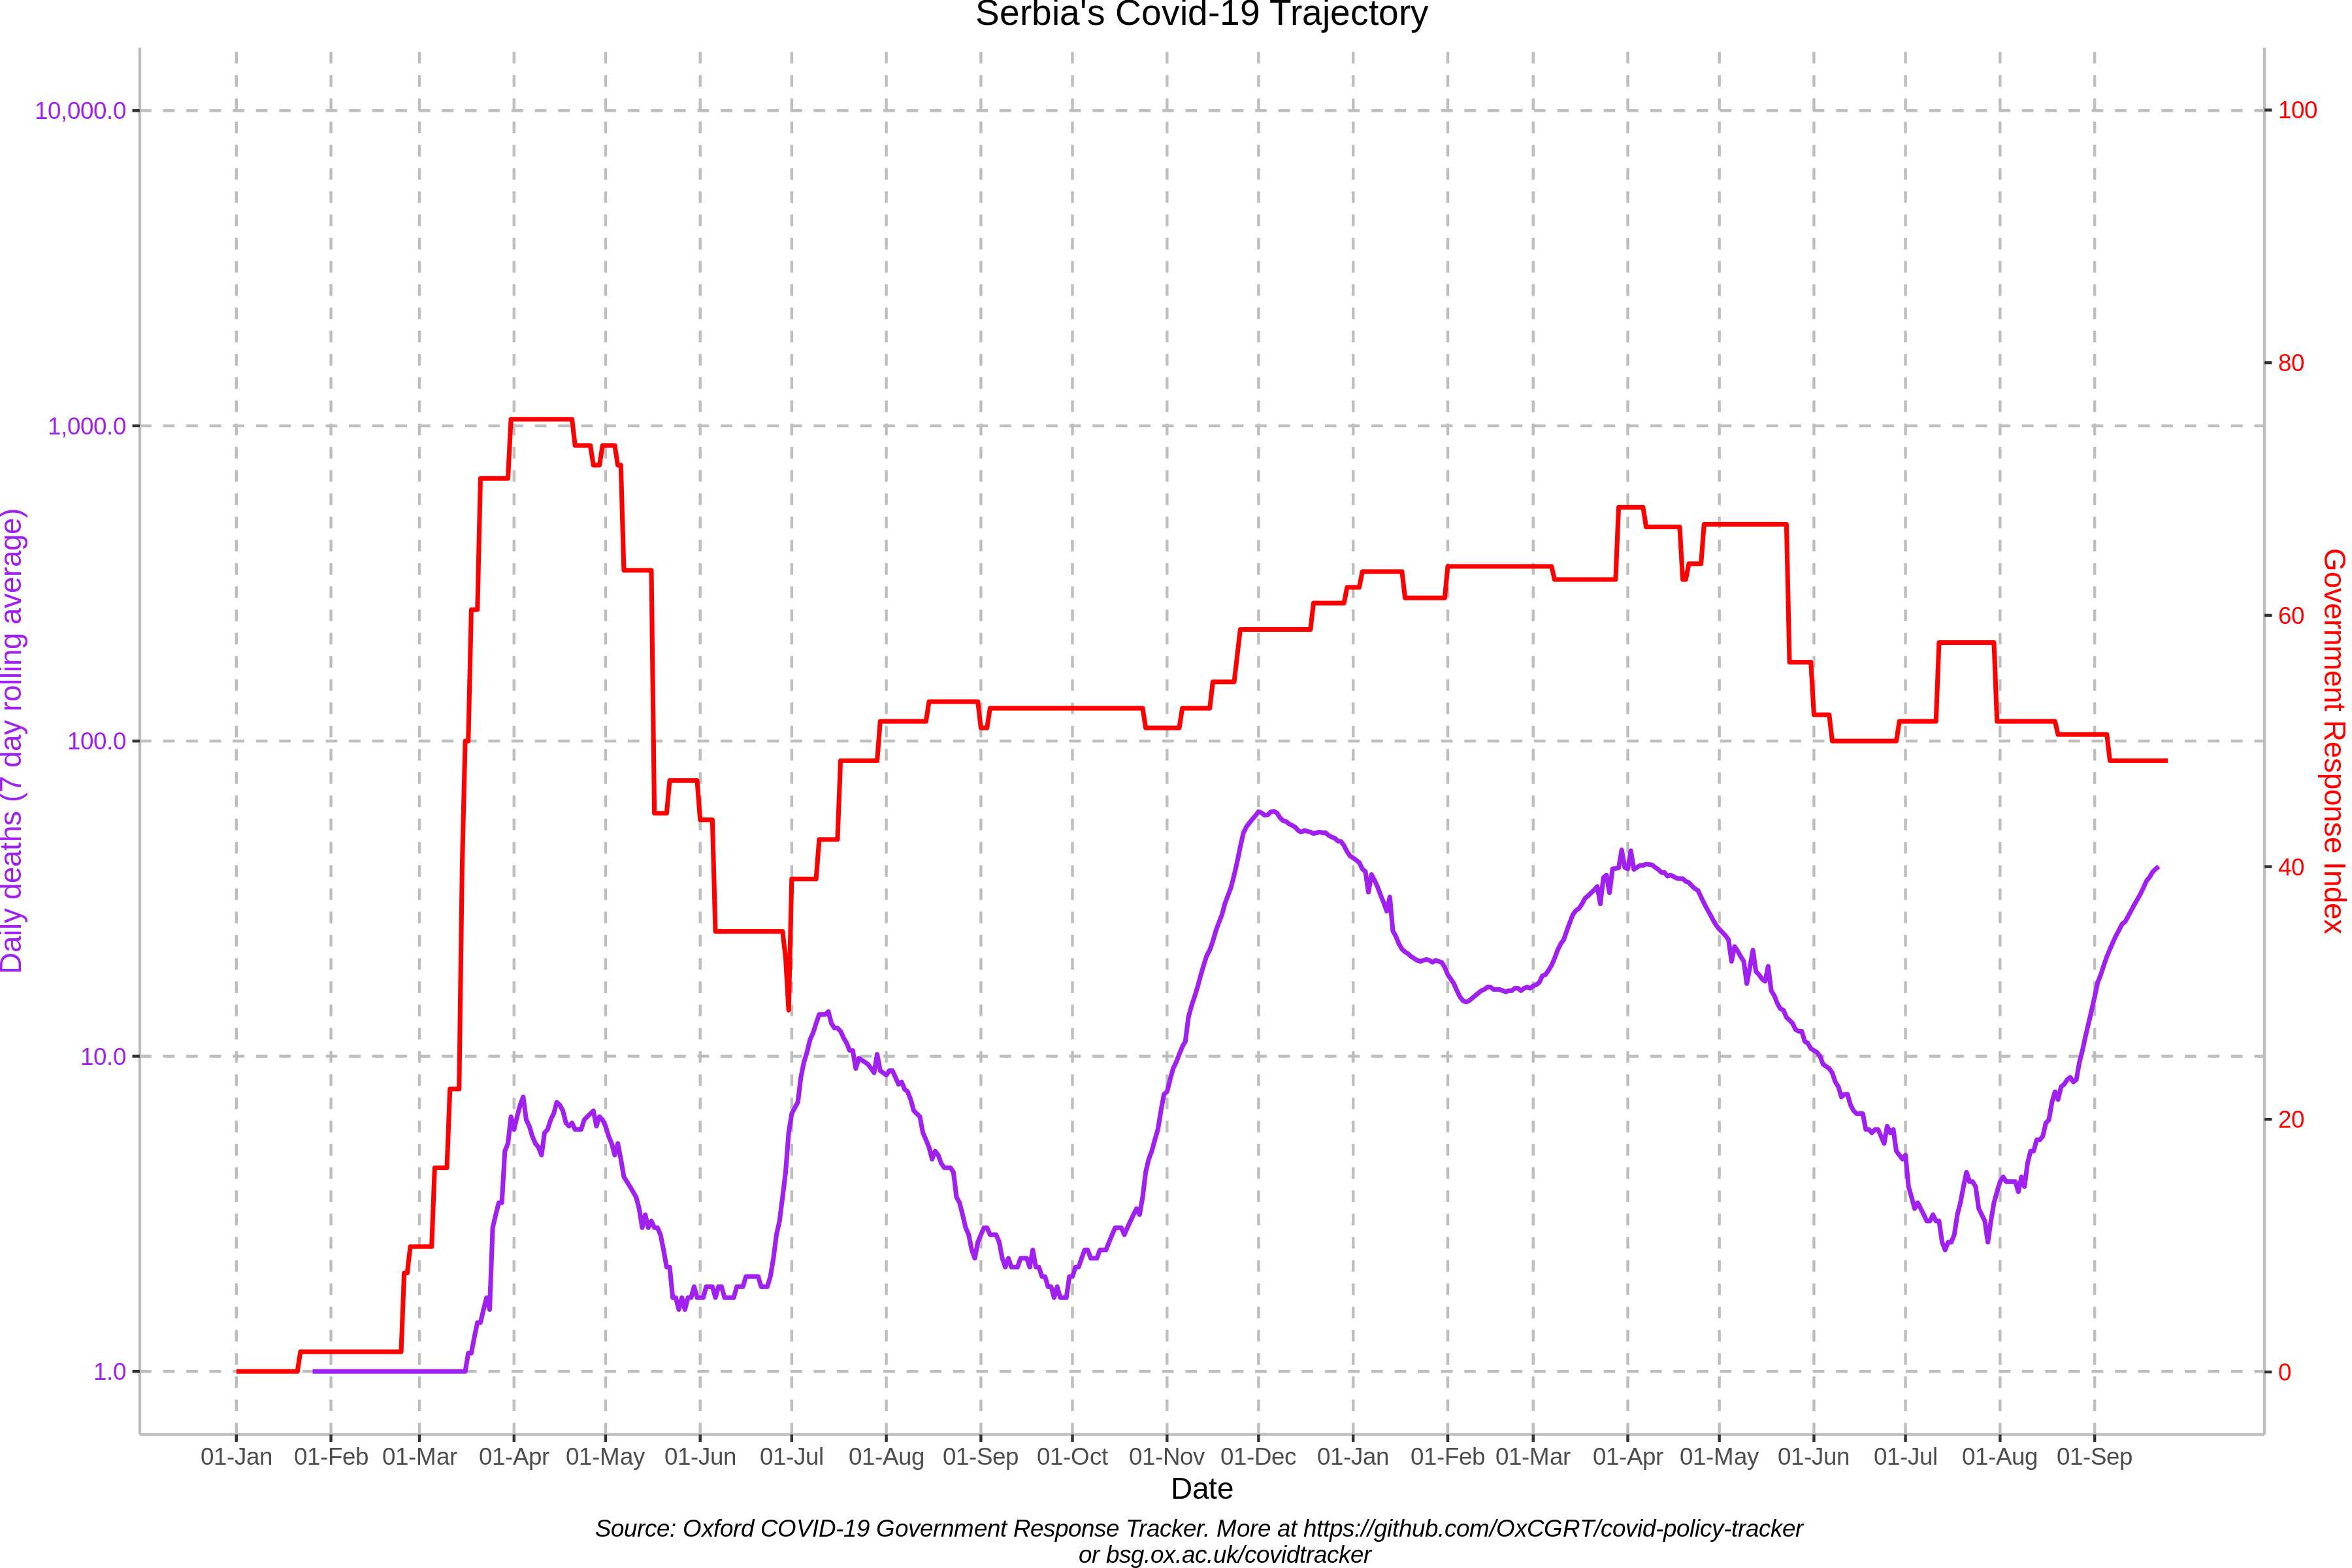 Serbia's Covid-19 Trajectory
10,000.0
1,000.0
100.0
10.0
1.0
Daily deaths (7 day rolling average)
100
80
60
40
20
0
Government Response Index
01-Jan 01-Feb 01-Mar 01-Apr 01-May 01-Jun 01-Jul 01-Aug 01-Sep 01-Oct 01-Nov 01-Dec 01-Jan 01-Feb 01-Mar 01-Apr 01-May 01-Jun 01-Jul 01-Aug 01-Sep
Date
Source: Oxford COVID-19 Government Response Tracker. More at https://github.com/OxCGRT/covid-policy-tracker
or bsg.ox.ac.uk/covidtracker